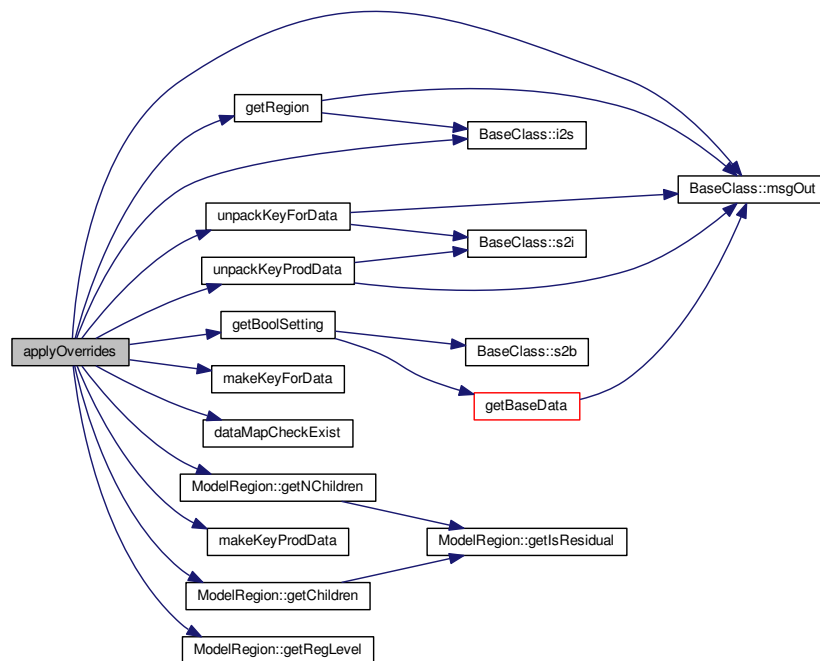 getRegion
BaseClass::i2s
BaseClass::msgOut
unpackKeyForData
BaseClass::s2i
unpackKeyProdData
getBoolSetting
applyOverrides
BaseClass::s2b
makeKeyForData
getBaseData
dataMapCheckExist
ModelRegion::getNChildren
makeKeyProdData
ModelRegion::getIsResidual
ModelRegion::getChildren
ModelRegion::getRegLevel